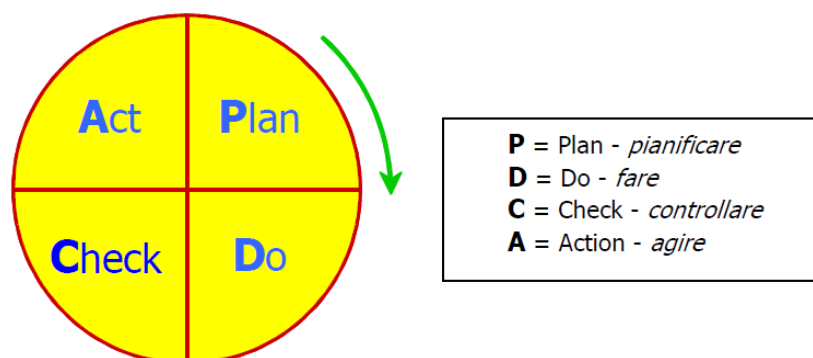 Act
Plan
Check
Do
P = Plan - pianificare
D = Do - fare
C = Check - controllare
A = Action - agire